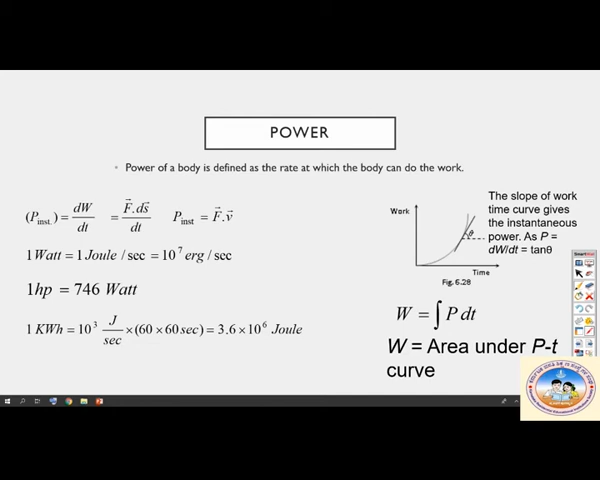 POWER
• Power of a body is defined as the rate at which the body can do the work.
(P_inst.) = dW/dt = F⃗.ds⃗/dt   P_inst = F⃗.v⃗
1 Watt = 1 Joule / sec = 10^7 erg / sec
1hp = 746 Watt
1 KWh = 10^3 J/sec × (60 × 60 sec) = 3.6 × 10^6 Joule
The slope of work
time curve gives
the instantaneous
power. As P =
dW/dt = tanθ
Work
θ
Time
Fig. 6.28
W = ∫ P dt
W = Area under P-t
curve